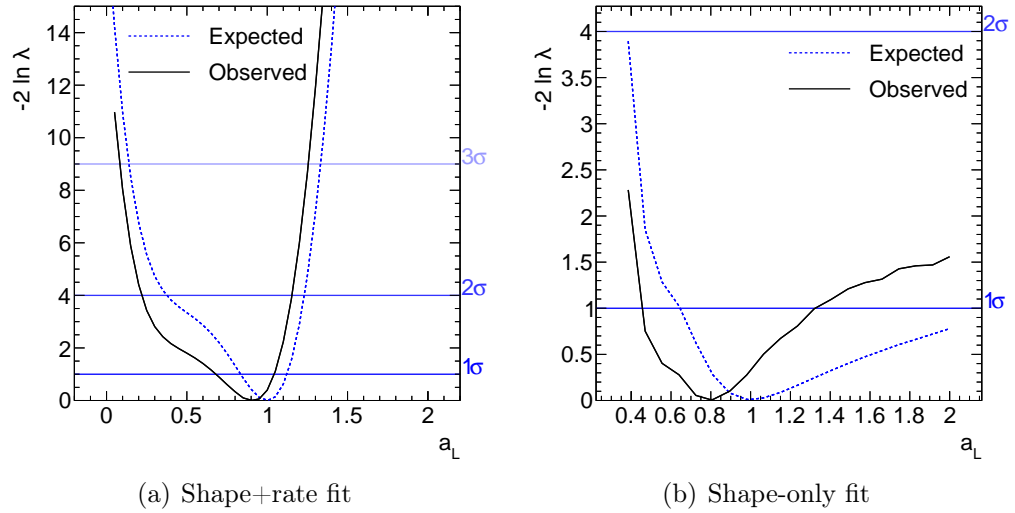 -2 ln λ
14
12
10
8
6
4
2
0
Expected
Observed
3σ
2σ
1σ
0
0.5
1
1.5
2
a_L
(a) Shape+rate fit
-2 ln λ
4
3.5
3
2.5
2
1.5
1
0.5
0
Expected
Observed
2σ
1σ
0.4
0.6
0.8
1
1.2
1.4
1.6
1.8
2
a_L
(b) Shape-only fit